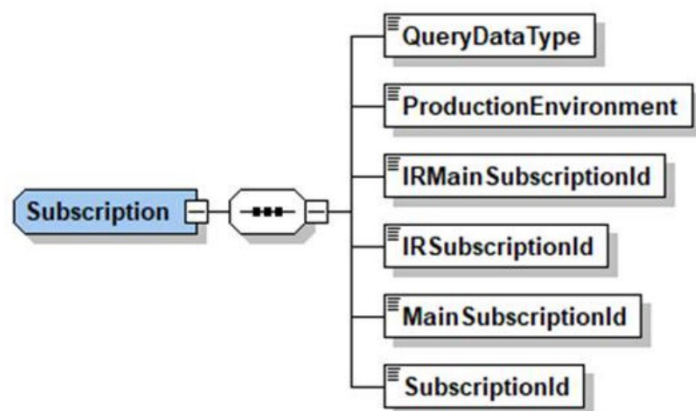 QueryDataType
ProductionEnvironment
IRMainSubscriptionId
Subscription
IRSubscriptionId
MainSubscriptionId
SubscriptionId